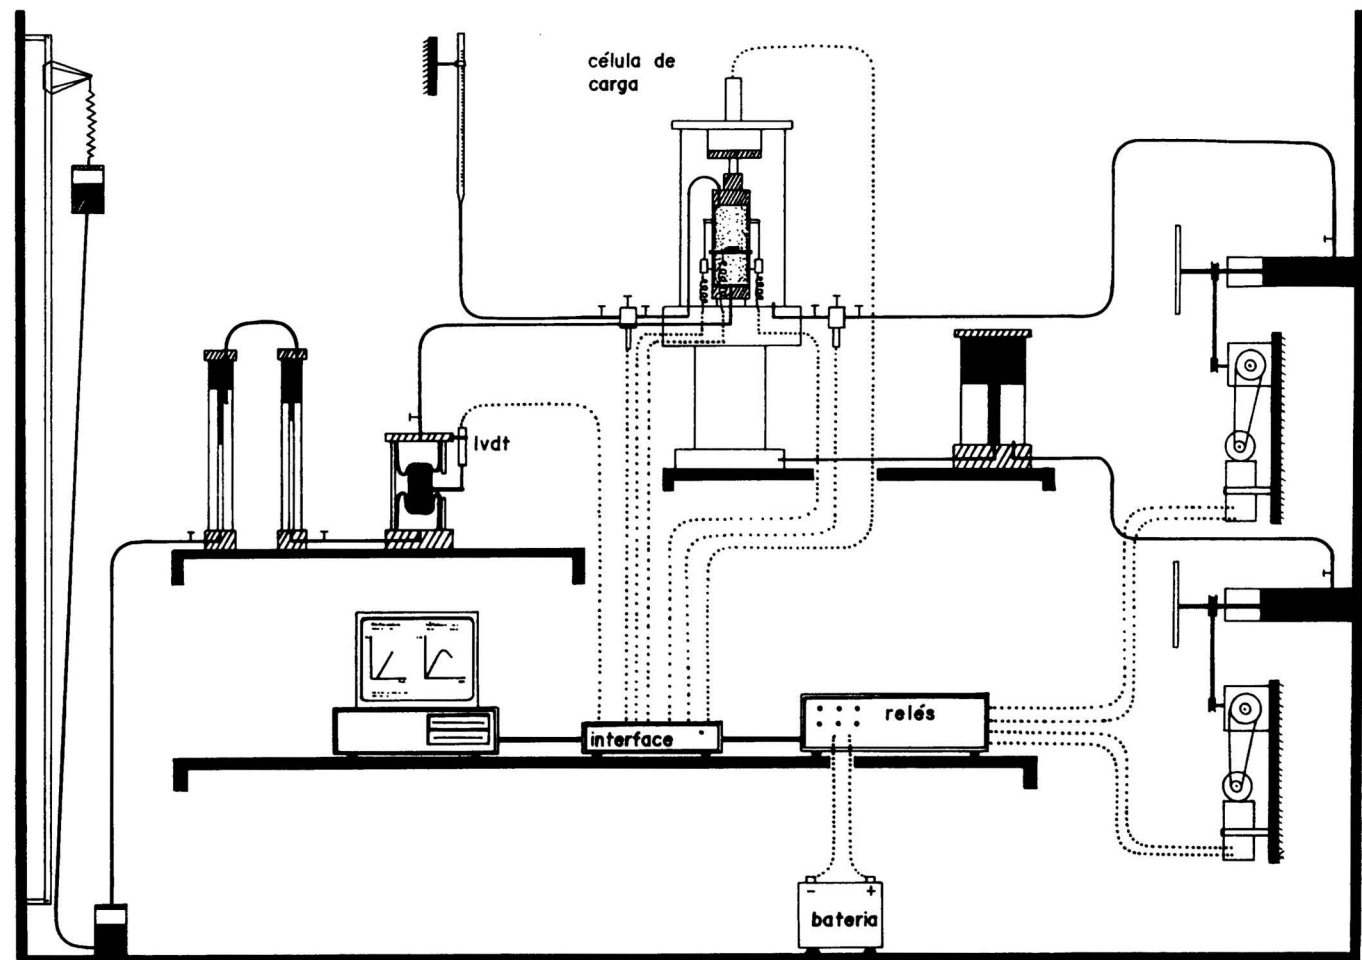 célula de
carga
lvdt
interface
relés
- +
bateria